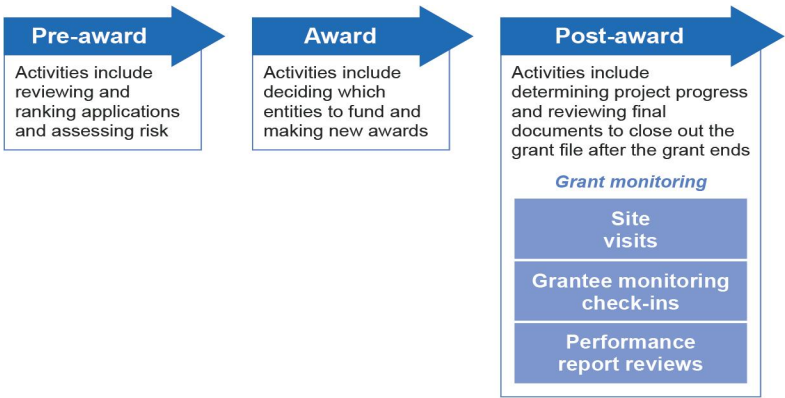 Pre-award
Activities include
reviewing and
ranking applications
and assessing risk
Award
Activities include
deciding which
entities to fund and
making new awards
Post-award
Activities include
determining project progress
and reviewing final
documents to close out the
grant file after the grant ends
Grant monitoring
Site
visits
Grantee monitoring
check-ins
Performance
report reviews